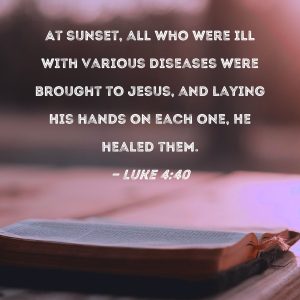 AT SUNSET, ALL WHO WERE ILL
WITH VARIOUS DISEASES WERE
BROUGHT TO JESUS, AND LAYING
HIS HANDS ON EACH ONE, HE
HEALED THEM.
– LUKE 4:40